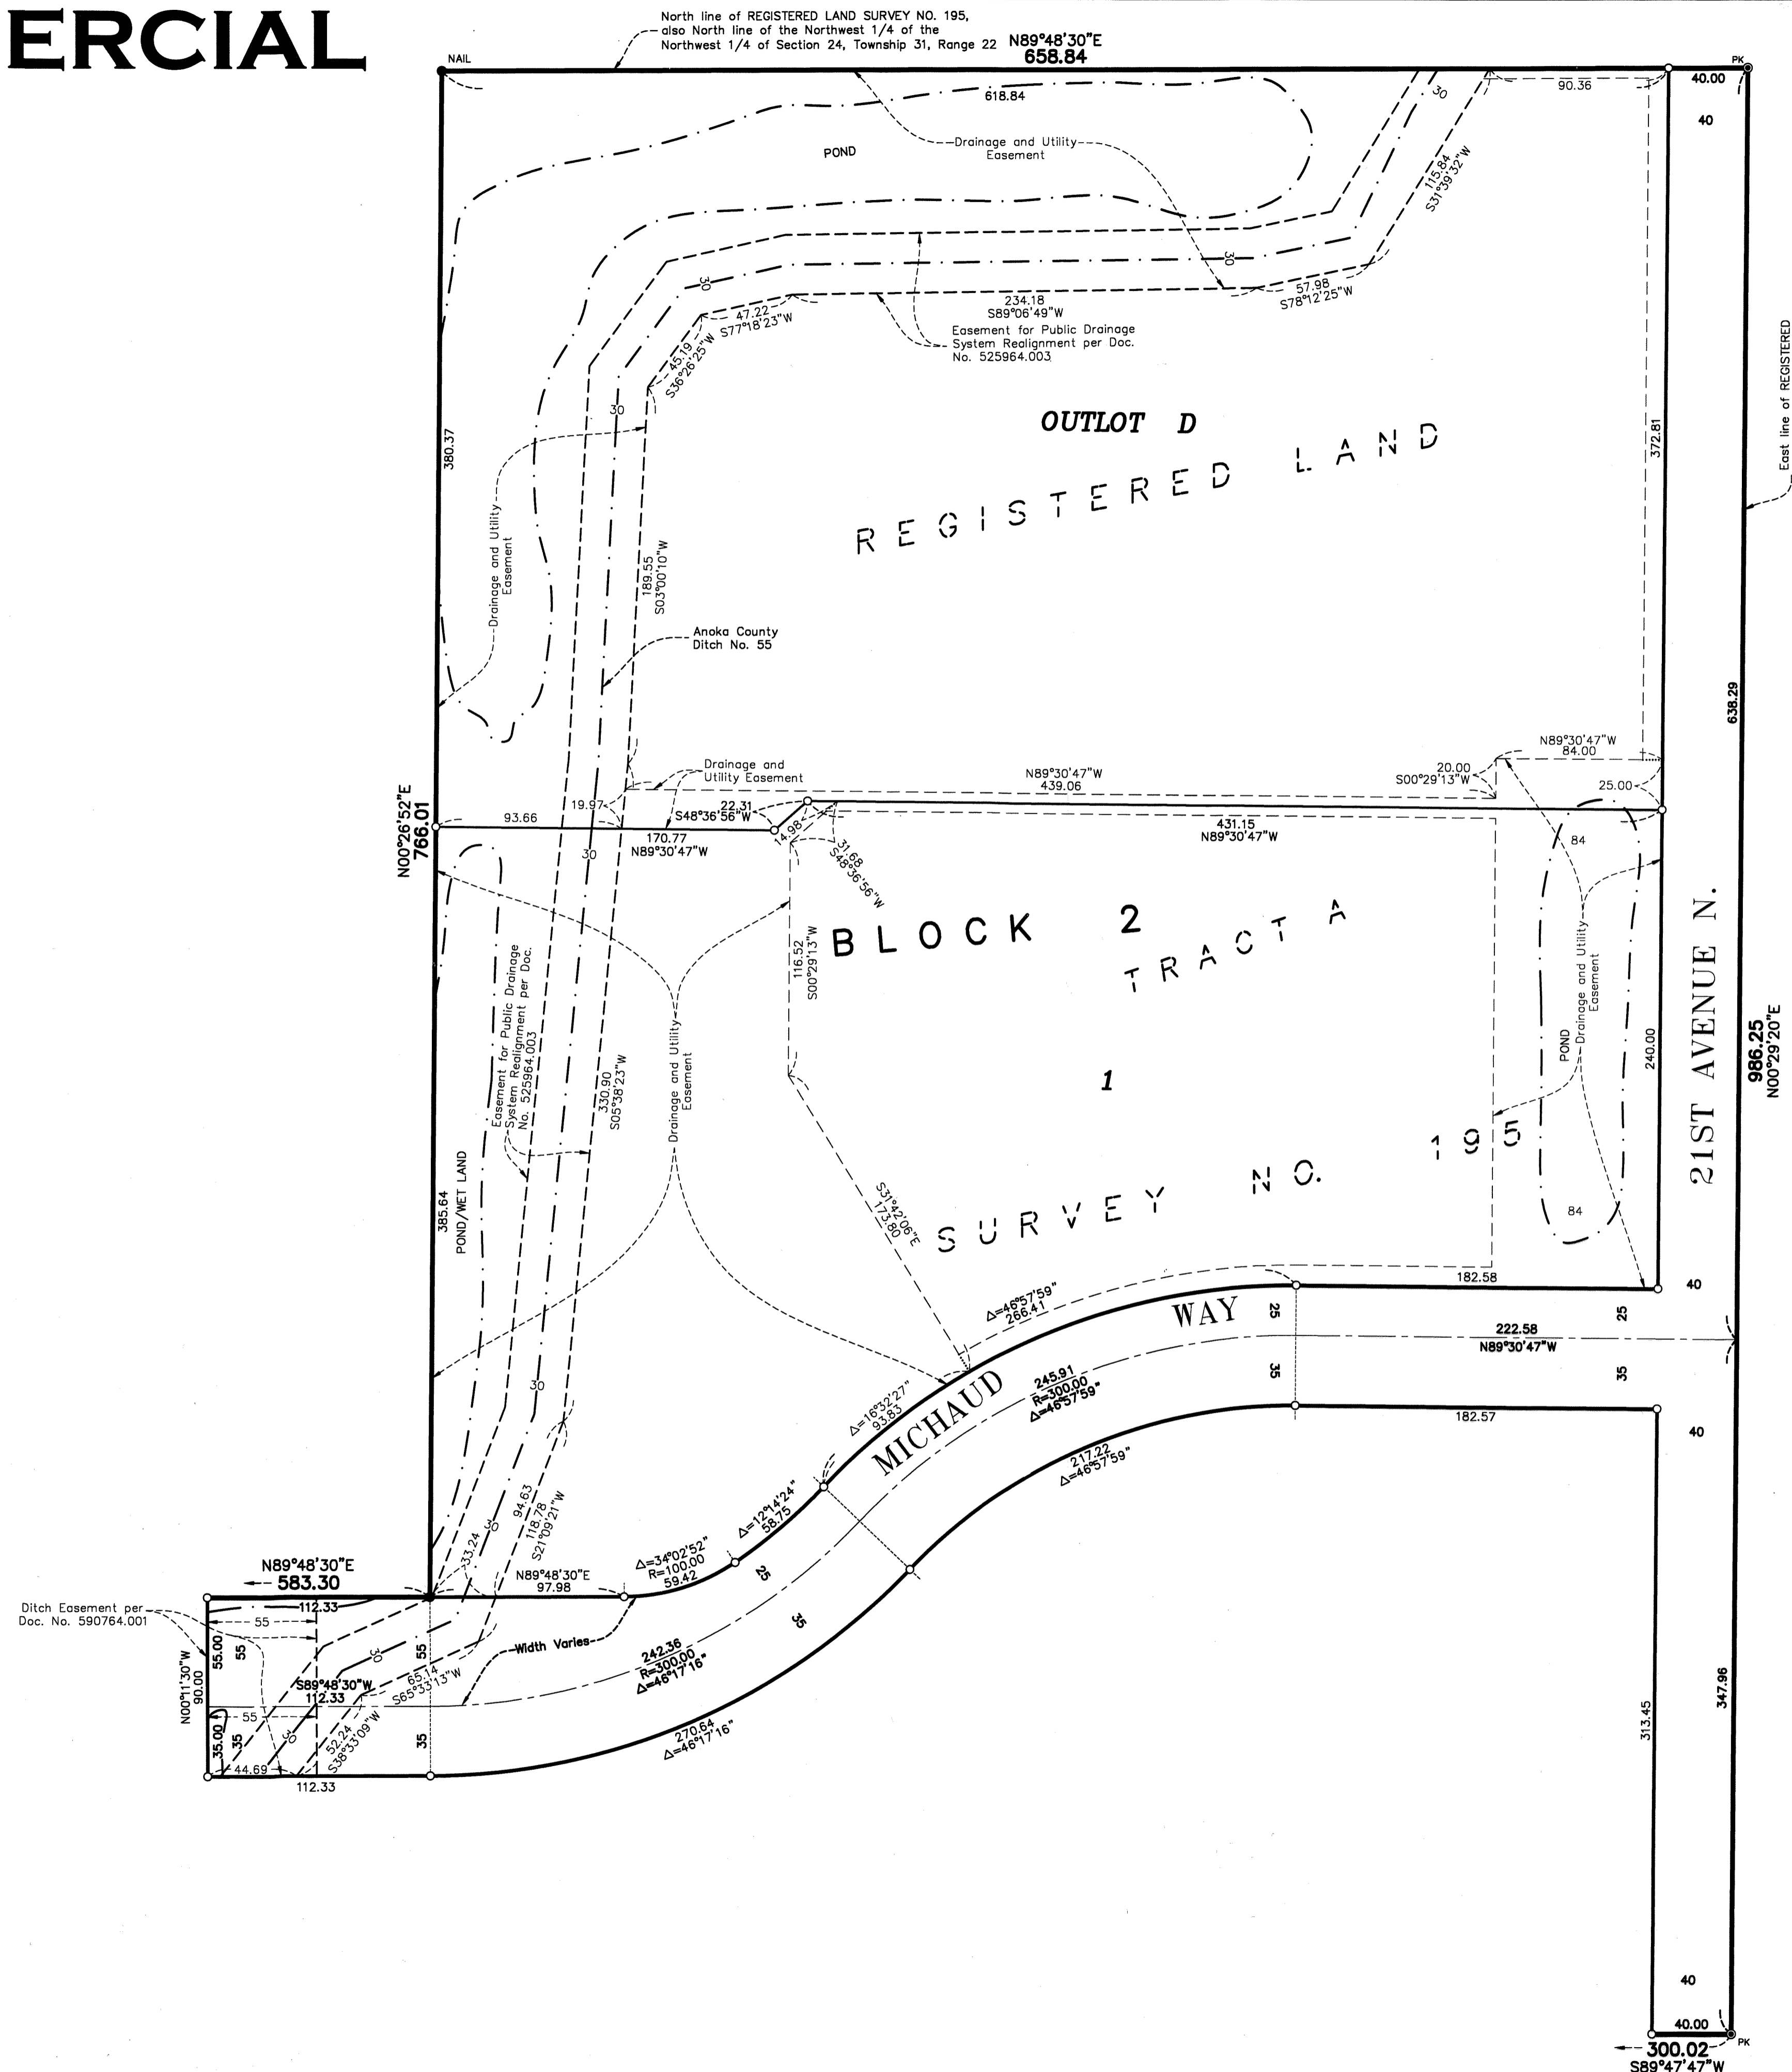 ERCIAL
North line of REGISTERED LAND SURVEY NO. 195,
also North line of the Northwest 1/4 of the
Northwest 1/4 of Section 24, Township 31, Range 22
N89°48'30"E
658.84
NAIL
PK
40.00
40
618.84
90.36
30
POND
Drainage and Utility
Easement
115.84
S31°39'32"W
30
30
57.98
S78°12'25"W
234.18
S89°06'49"W
47.22
S77°18'23"W
45.19
S36°26'25"W
Easement for Public Drainage
System Realignment per Doc.
No. 525964.003
East line of REGISTERED
30
OUTLOT D
REGISTERED LAND
380.37
372.81
Drainage and Utility
Easement
189.55
S03°00'10"W
Anoka County
Ditch No. 55
638.29
N89°30'47"W
84.00
Drainage and
Utility Easement
N89°30'47"W
439.06
20.00
S00°29'13"W
25.00
N00°26'52"E
766.01
19.97
22.31
S48°36'56"W
93.66
170.77
N89°30'47"W
14.98
31.68
S48°36'56"W
431.15
N89°30'47"W
30
84
BLOCK 2
TRACT A
116.52
S00°29'13"W
21ST AVENUE N.
Drainage and Utility
Easement
POND
240.00
986.25
N00°29'20"E
Easement for Public Drainage
System Realignment per Doc.
No. 525964.003
330.90
S05°38'23"W
Drainage and Utility
Easement
1
195
SURVEY NO.
385.64
POND/WET LAND
S31°42'06"E
173.80
84
182.58
40
Δ=46°57'59"
266.41
WAY
25
25
222.58
N89°30'47"W
35
35
245.91
R=300.00
Δ=46°57'59"
MICHAUD
30
Δ=16°32'27"
93.83
182.57
40
217.22
Δ=46°57'59"
94.63
118.78
S21°09'21"W
30
33.24
Δ=12°14'24"
58.75
Δ=34°02'52"
R=100.00
59.42
25
N89°48'30"E
583.30
N89°48'30"E
97.98
Ditch Easement per
Doc. No. 590764.001
112.33
55
55.00
55
55
35
Width Varies
N00°11'30"W
90.00
30
S89°48'30"W
112.33
65.14
S65°33'13"W
242.36
R=300.00
Δ=46°17'16"
55
35.00
35
30
52.24
S38°33'09"W
35
44.69
112.33
270.64
Δ=46°17'16"
313.45
347.96
40
40.00
PK
300.02
S89°47'47"W